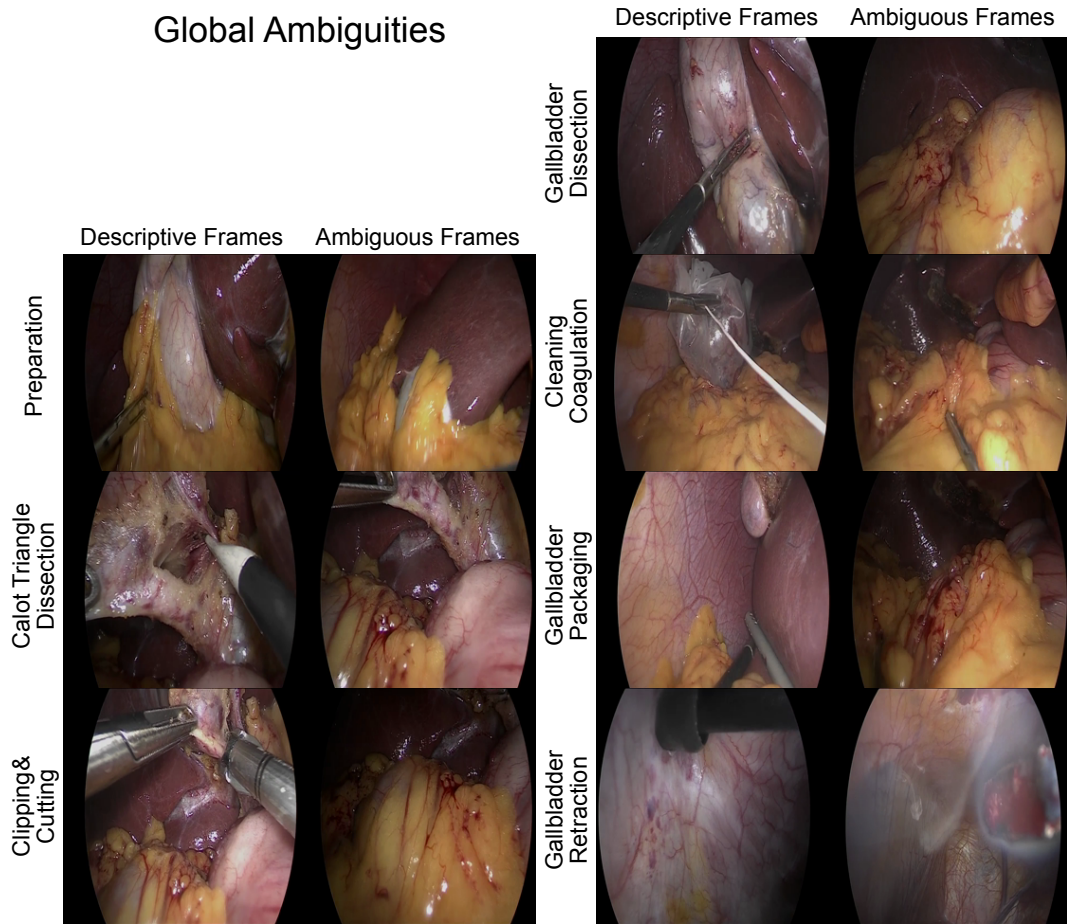 Global Ambiguities
Descriptive Frames
Ambiguous Frames
Preparation
Calot Triangle
Dissection
Clipping&
Cutting
Descriptive Frames
Ambiguous Frames
Gallbladder
Dissection
Cleaning
Coagulation
Gallbladder
Packaging
Gallbladder
Retraction